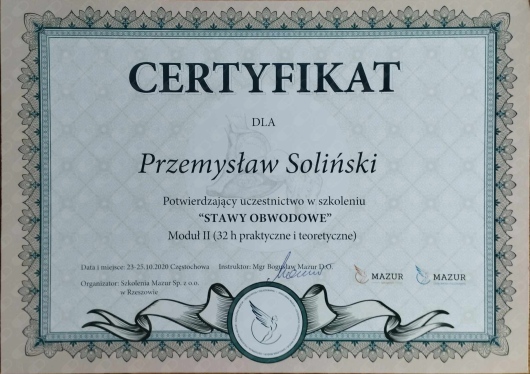 CERTYFIKAT
DLA
Przemysław Soliński
Potwierdzający uczestnictwo w szkoleniu
“STAWY OBWODOWE”
Moduł II (32 h praktyczne i teoretyczne)
Data i miejsce: 23-25.10.2020 Częstochowa Instruktor: Mgr Bogusław Mazur D.O.
Organizator: Szkolenia Mazur Sp. z o.o.
w Rzeszowie
MAZUR
MAZUR